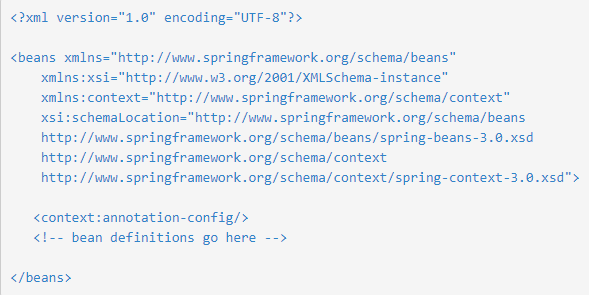 <?xml version="1.0" encoding="UTF-8"?>
<beans xmlns="http://www.springframework.org/schema/beans"
xmlns:xsi="http://www.w3.org/2001/XMLSchema-instance"
xmlns:context="http://www.springframework.org/schema/context"
xsi:schemaLocation="http://www.springframework.org/schema/beans
http://www.springframework.org/schema/beans/spring-beans-3.0.xsd
http://www.springframework.org/schema/context
http://www.springframework.org/schema/context/spring-context-3.0.xsd">
<context:annotation-config/>
<!-- bean definitions go here -->
</beans>